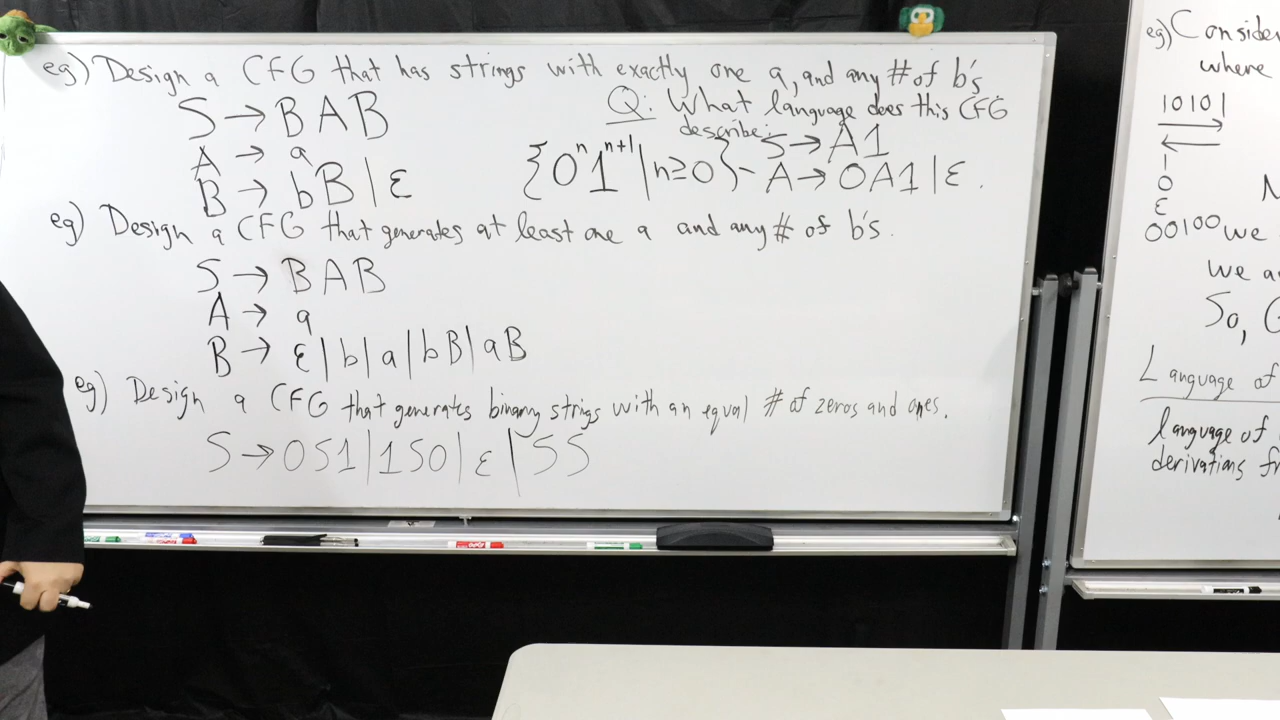 eg) Design a CFG that has strings with exactly one a, and any # of b's
S → BAB
A → a
B → bB | ε
Q: What language does this CFG
describe:
S → A1
{0ⁿ1ⁿ⁺¹ | n≥0} - A → 0A1 | ε.
eg) Design a CFG that generates at least one a and any # of b's.
S → BAB
A → a
B → ε | b | a | bB | aB
eg) Design a CFG that generates binary strigs with an equal # of zeros and ones.
S → 0S1 | 1S0 | ε | SS
eg) Consider
where
10101
1
0
ε
00100 we
we
So,
Language of
language of
derivations